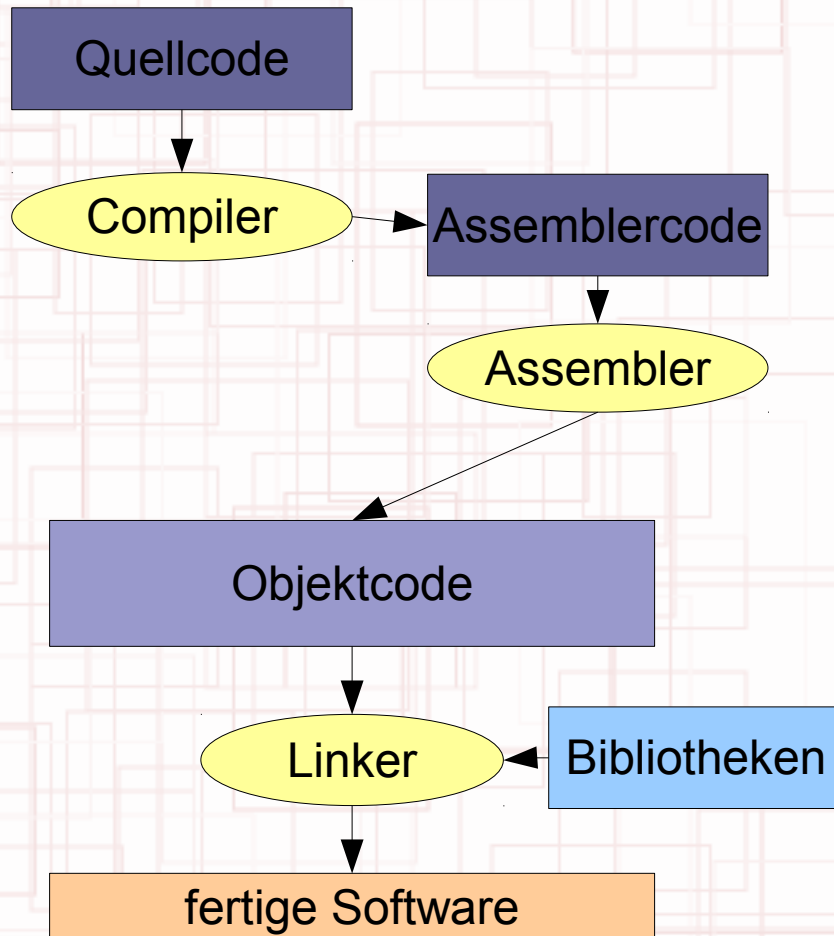 Quellcode
Compiler
Assemblercode
Assembler
Objektcode
Linker
Bibliotheken
fertige Software